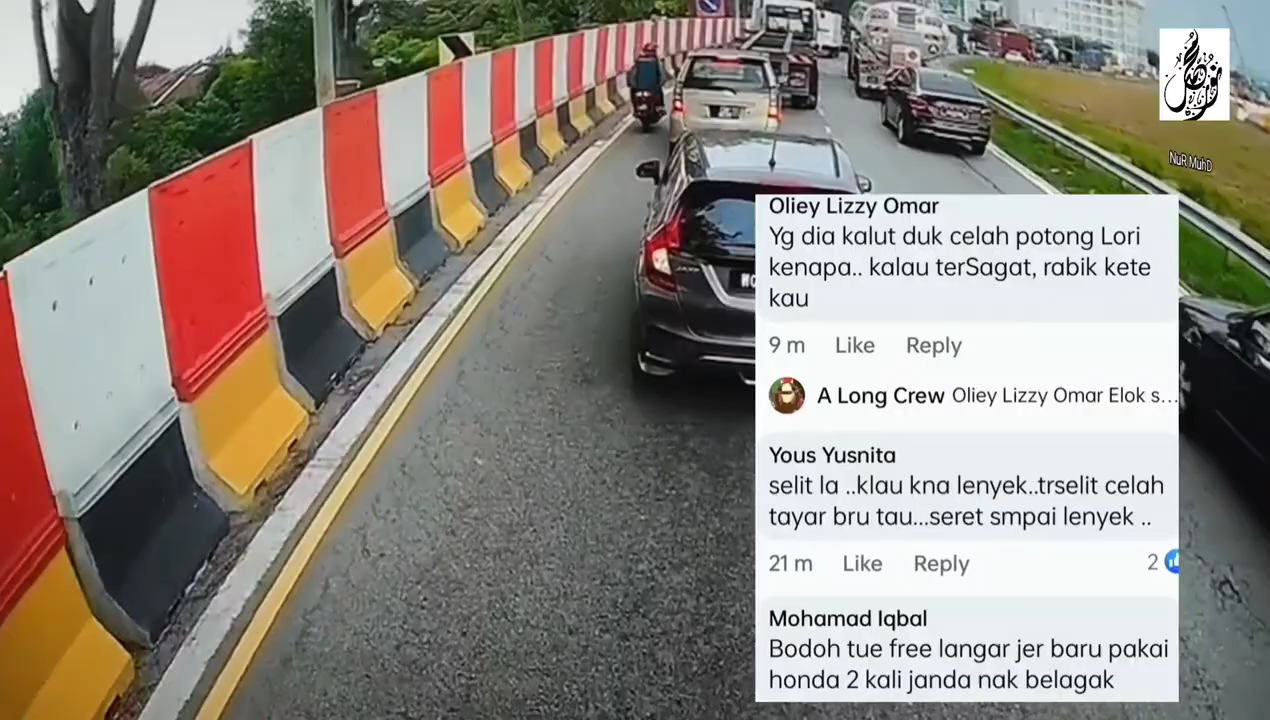 NuR MuhD
Oliey Lizzy Omar
Yg dia kalut duk celah potong Lori
kenapa.. kalau terSagat, rabik kete
kau
9 m Like Reply
A Long Crew Oliey Lizzy Omar Elok s...
Yous Yusnita
selit la ..klau kna lenyek..trselit celah
tayar bru tau...seret smpai lenyek ..
21 m Like Reply 2
Mohamad Iqbal
Bodoh tue free langar jer baru pakai
honda 2 kali janda nak belagak